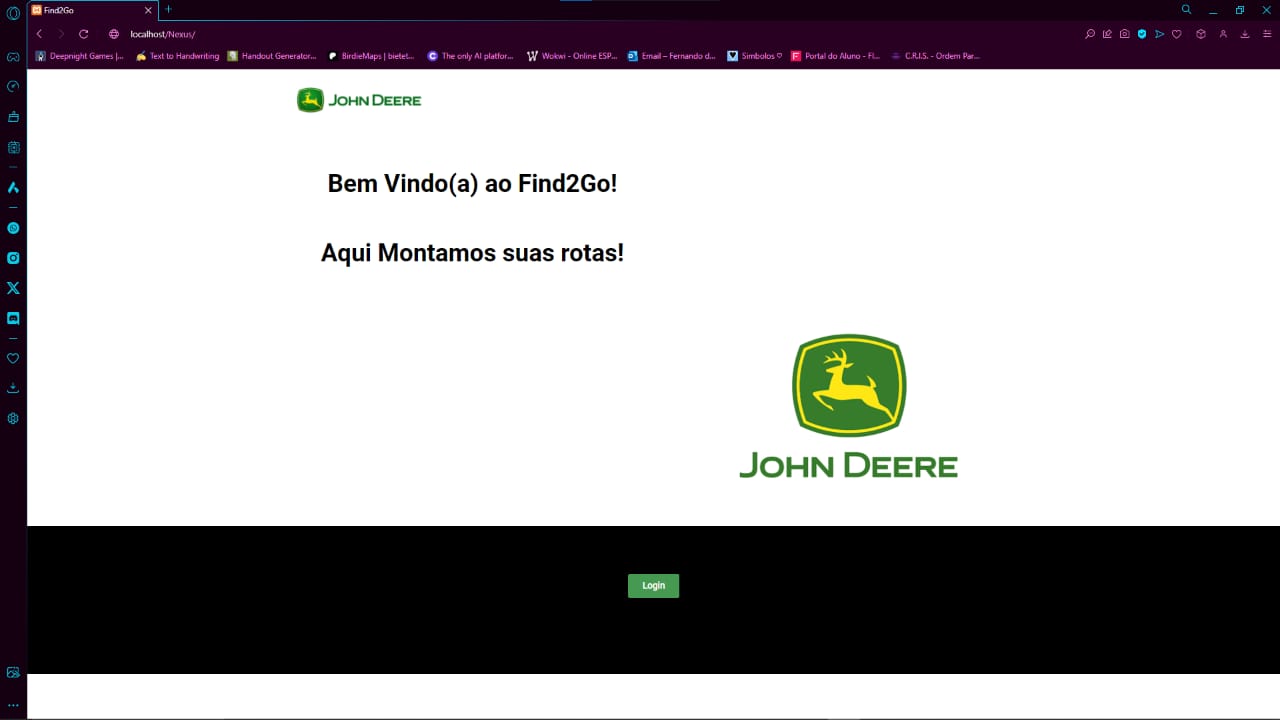 Find2Go
localhost/Nexus/
Deepnight Games |...
Text to Handwriting
Handout Generator...
BirdieMaps | bietet...
The only AI platfor...
Wokwi - Online ESP...
Email – Fernando d...
Simbolos ♡
Portal do Aluno - FI...
C.R.I.S. - Ordem Par...
JOHN DEERE
Bem Vindo(a) ao Find2Go!
Aqui Montamos suas rotas!
JOHN DEERE
Login